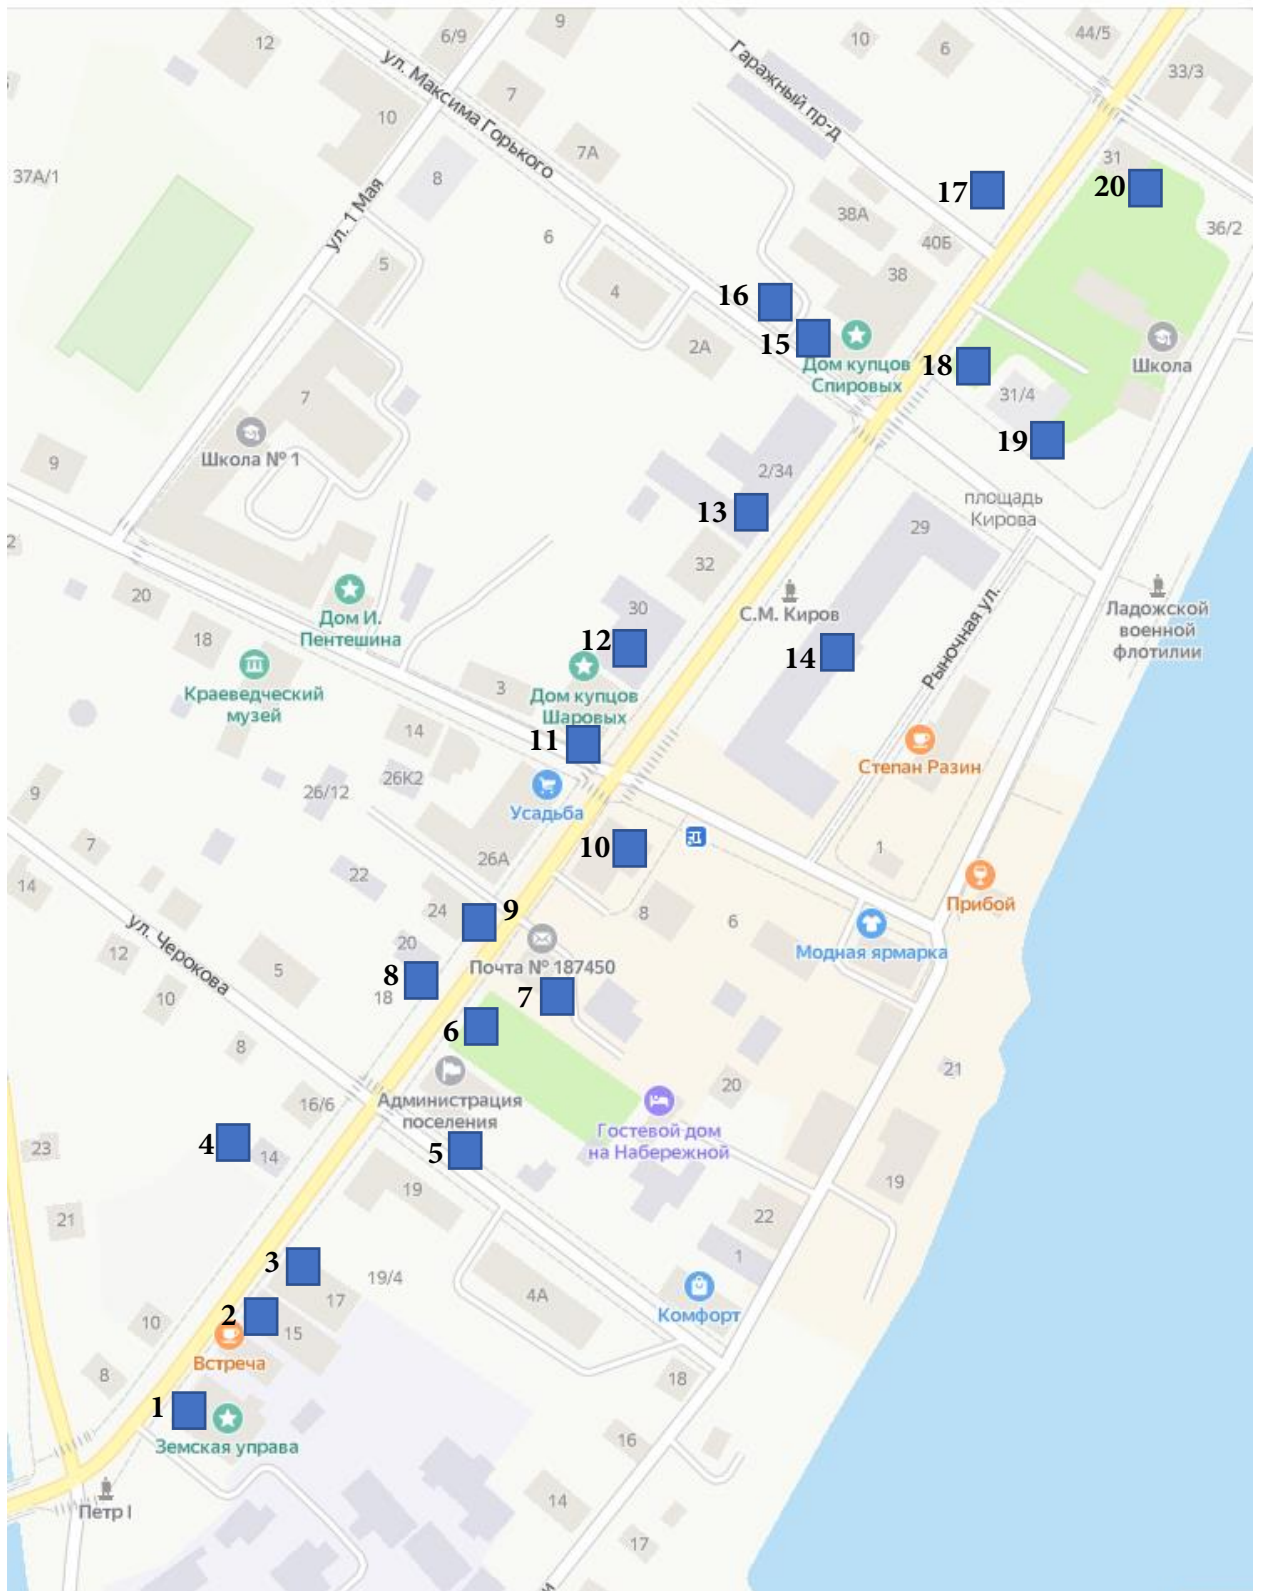 12
6/9
9
ул. Максима Горького
7
10
Гаражный пр-д
10
6
44/5
33/3
37А/1
8
7А
31
17
20
ул. 1 Мая
38А
36/2
6
40Б
5
38
4
16
15
2А
Дом купцов
Спировых
18
Школа
31/4
7
Школа № 1
9
19
2/34
13
площадь
Кирова
29
2
32
20
Дом И.
Пентешина
30
С.М. Киров
Ладожской
военной
флотилии
18
12
14
Рыночная ул.
Краеведческий
музей
3
Дом купцов
Шаровых
14
11
Степан Разин
26К2
26/12
9
Усадьба
10
7
26А
1
22
14
Прибой
24
9
8
6
ул. Черокова
12
20
Модная ярмарка
5
8
Почта № 187450
18
7
10
6
8
21
20
16/6
Администрация
поселения
Гостевой дом
на Набережной
23
4
14
5
19
19
21
22
1
3
19/4
4А
17
2
Комфорт
10
15
Встреча
8
18
1
Земская управа
16
Петр I
14
17